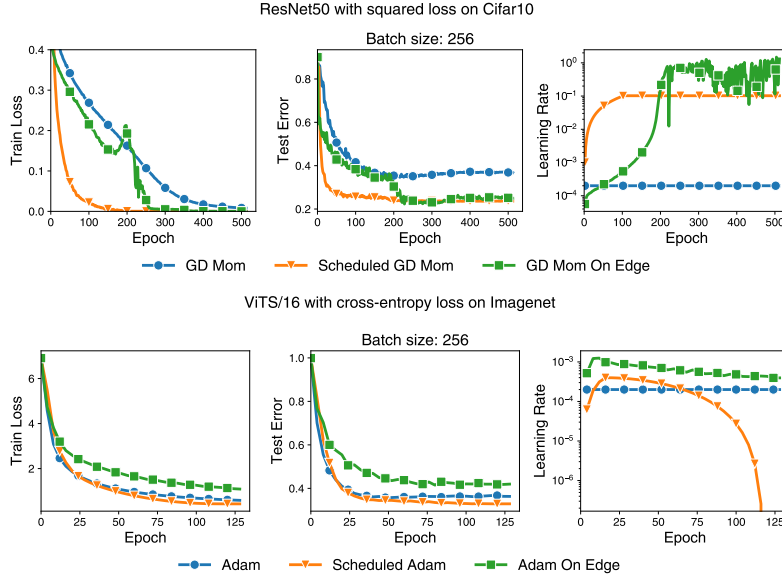 ResNet50 with squared loss on Cifar10
Batch size: 256
Train Loss
0.4
0.3
0.2
0.1
0.0
0 100 200 300 400 500
Epoch
Test Error
0.8
0.6
0.4
0.2
0 100 200 300 400 500
Epoch
Learning Rate
10⁰
10⁻¹
10⁻²
10⁻³
10⁻⁴
0 100 200 300 400 500
Epoch
GD Mom Scheduled GD Mom GD Mom On Edge
ViTS/16 with cross-entropy loss on Imagenet
Batch size: 256
Train Loss
6
4
2
0 25 50 75 100 125
Epoch
Test Error
1.0
0.8
0.6
0.4
0 25 50 75 100 125
Epoch
Learning Rate
10⁻³
10⁻⁴
10⁻⁵
10⁻⁶
0 25 50 75 100 125
Epoch
Adam Scheduled Adam Adam On Edge